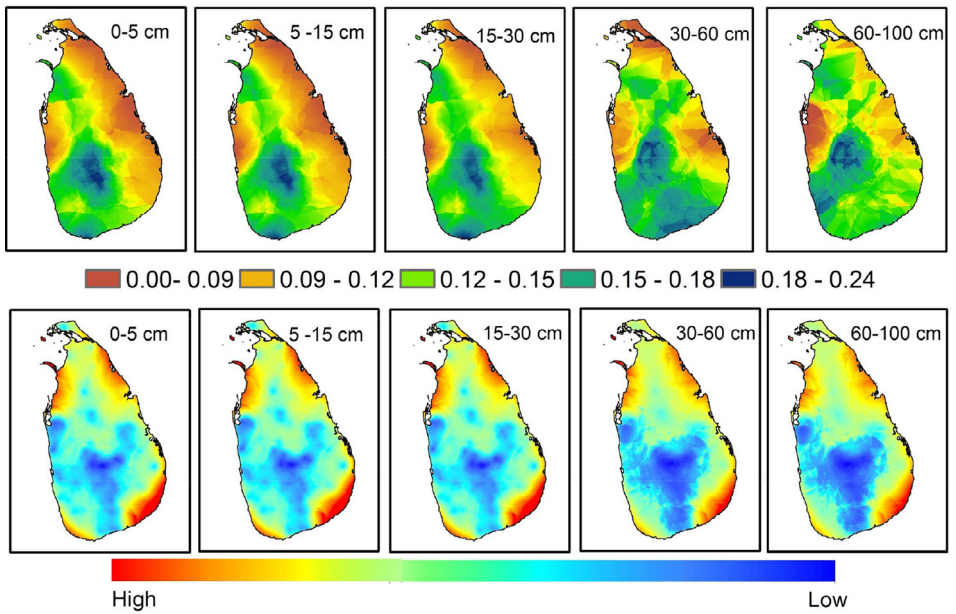 0-5 cm 5 -15 cm 15-30 cm 30-60 cm 60-100 cm
0.00- 0.09 0.09 - 0.12 0.12 - 0.15 0.15 - 0.18 0.18 - 0.24
0-5 cm 5-15 cm 15-30 cm 30-60 cm 60-100 cm
High Low